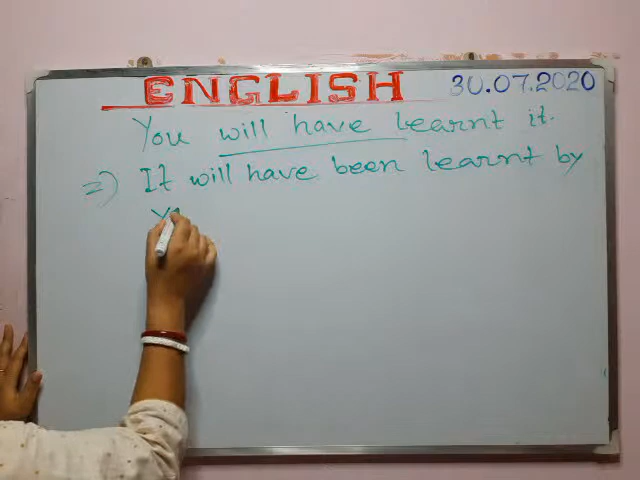 ENGLISH 30.07.2020
You will have learnt it.
=) It will have been learnt by